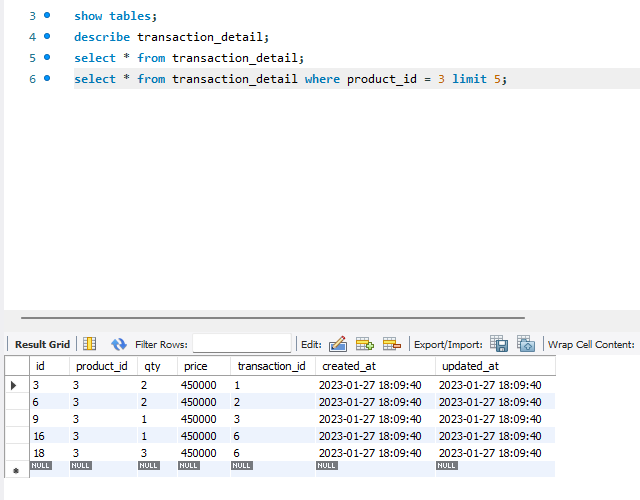 3 show tables;
4 describe transaction_detail;
5 select * from transaction_detail;
6 select * from transaction_detail where product_id = 3 limit 5;
Result Grid Filter Rows: Edit: Export/Import: Wrap Cell Content:
id product_id qty price transaction_id created_at updated_at
3 3 2 450000 1 2023-01-27 18:09:40 2023-01-27 18:09:40
6 3 2 450000 2 2023-01-27 18:09:40 2023-01-27 18:09:40
9 3 1 450000 3 2023-01-27 18:09:40 2023-01-27 18:09:40
16 3 1 450000 6 2023-01-27 18:09:40 2023-01-27 18:09:40
18 3 3 450000 6 2023-01-27 18:09:40 2023-01-27 18:09:40
NULL NULL NULL NULL NULL NULL NULL